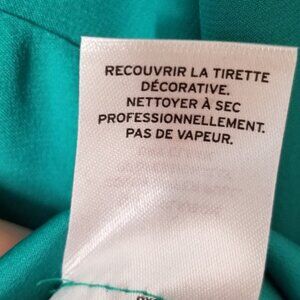 RECOUVRIR LA TIRETTE
DÉCORATIVE.
NETTOYER À SEC
PROFESSIONNELLEMENT.
PAS DE VAPEUR.